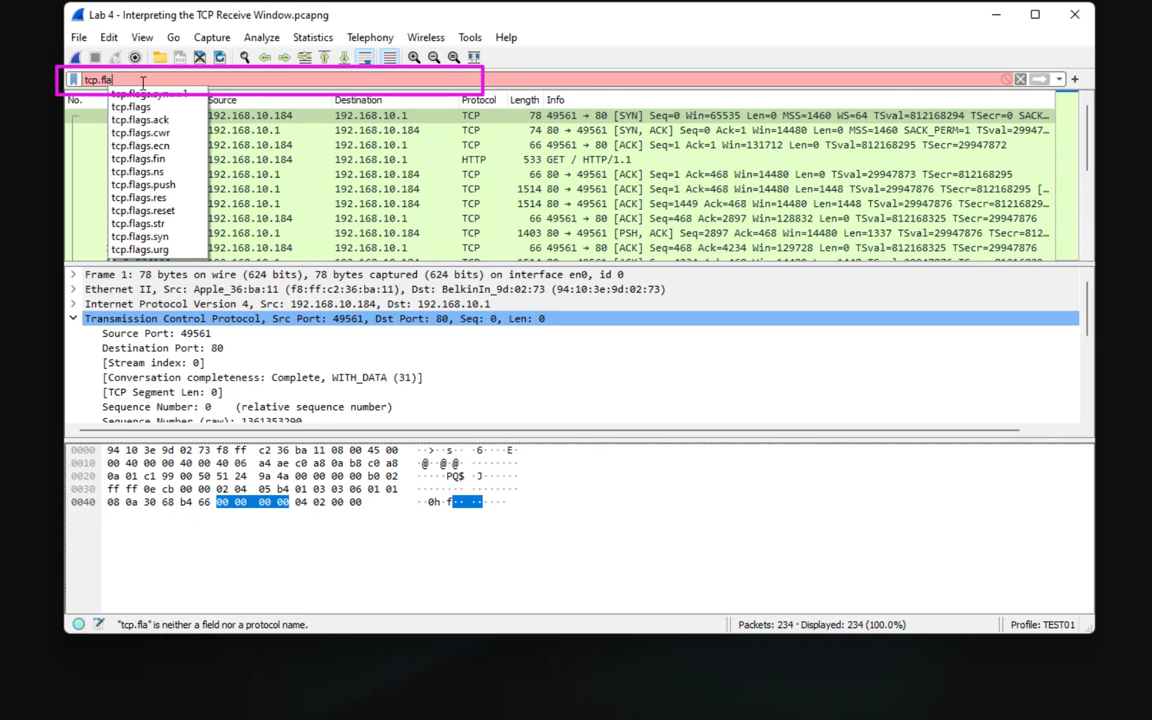 Lab 4 - Interpreting the TCP Receive Window.pcapng
File Edit View Go Capture Analyze Statistics Telephony Wireless Tools Help
tcp.fla
No. Source Destination Protocol Length Info
tcp.flags
tcp.flags.ack
tcp.flags.cwr
tcp.flags.ecn
tcp.flags.fin
tcp.flags.ns
tcp.flags.push
tcp.flags.res
tcp.flags.reset
tcp.flags.str
tcp.flags.syn
tcp.flags.urg
192.168.10.184 192.168.10.1 TCP 78 49561 → 80 [SYN] Seq=0 Win=65535 Len=0 MSS=1460 WS=64 TSval=812168294 TSecr=0 SACK…
192.168.10.1 192.168.10.184 TCP 74 80 → 49561 [SYN, ACK] Seq=0 Ack=1 Win=14480 Len=0 MSS=1460 SACK_PERM=1 TSval=29947…
192.168.10.184 192.168.10.1 TCP 66 49561 → 80 [ACK] Seq=1 Ack=1 Win=131712 Len=0 TSval=812168295 TSecr=29947872
192.168.10.184 192.168.10.1 HTTP 533 GET / HTTP/1.1
192.168.10.1 192.168.10.184 TCP 66 80 → 49561 [ACK] Seq=1 Ack=468 Win=14480 Len=0 TSval=29947873 TSecr=812168295
192.168.10.1 192.168.10.184 TCP 1514 80 → 49561 [ACK] Seq=1 Ack=468 Win=14480 Len=1448 TSval=29947876 TSecr=812168295 [… 
192.168.10.1 192.168.10.184 TCP 1514 80 → 49561 [ACK] Seq=1449 Ack=468 Win=14480 Len=1448 TSval=29947876 TSecr=8121682…
192.168.10.184 192.168.10.1 TCP 66 49561 → 80 [ACK] Seq=468 Ack=2897 Win=128832 Len=0 TSval=812168295 TSecr=29947876
192.168.10.1 192.168.10.184 TCP 1403 80 → 49561 [PSH, ACK] Seq=2897 Ack=468 Win=14480 Len=1337 TSval=29947876 TSecr=812…
192.168.10.184 192.168.10.1 TCP 66 49561 → 80 [ACK] Seq=468 Ack=4234 Win=129728 Len=0 TSval=812168295 TSecr=29947876
Frame 1: 78 bytes on wire (624 bits), 78 bytes captured (624 bits) on interface en0, id 0
Ethernet II, Src: Apple_36:ba:11 (f8:ff:c2:36:ba:11), Dst: BelkinIn_9d:02:73 (94:10:3e:9d:02:73)
Internet Protocol Version 4, Src: 192.168.10.184, Dst: 192.168.10.1
Transmission Control Protocol, Src Port: 49561, Dst Port: 80, Seq: 0, Len: 0
Source Port: 49561
Destination Port: 80
[Stream index: 0]
[Conversation completeness: Complete, WITH_DATA (31)]
[TCP Segment Len: 0]
Sequence Number: 0 (relative sequence number)
Sequence Number (raw): 1361353290
0000 94 10 3e 9d 02 73 f8 ff c2 36 ba 11 08 00 45 00 ··>··s·· ·6····E·
0010 00 40 00 00 40 00 40 06 a4 ae c0 a8 0a b8 c0 a8 ·@··@·@· ········
0020 0a 01 c1 99 00 50 51 24 9a 4a 00 00 00 00 b0 02 ·····PQ$ ·J······
0030 ff ff 0e cb 00 00 02 04 05 b4 01 03 03 06 01 01 ········ ········
0040 08 0a 30 68 b4 66 00 00 00 00 04 02 00 00 ··0h·f·· ······
"tcp.fla" is neither a field nor a protocol name.
Packets: 234 · Displayed: 234 (100.0%)
Profile: TEST01